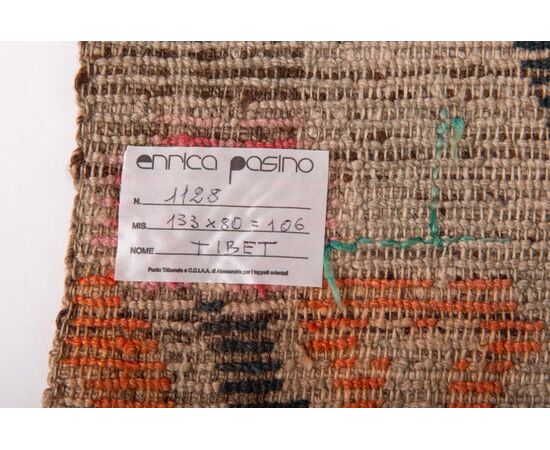 enrica pasino
N. 1128
MIS. 133 x 80 = 106
NOME TIBET
Perito Tribunale e C.C.I.A.A. di Alessandria per i tappeti orientali